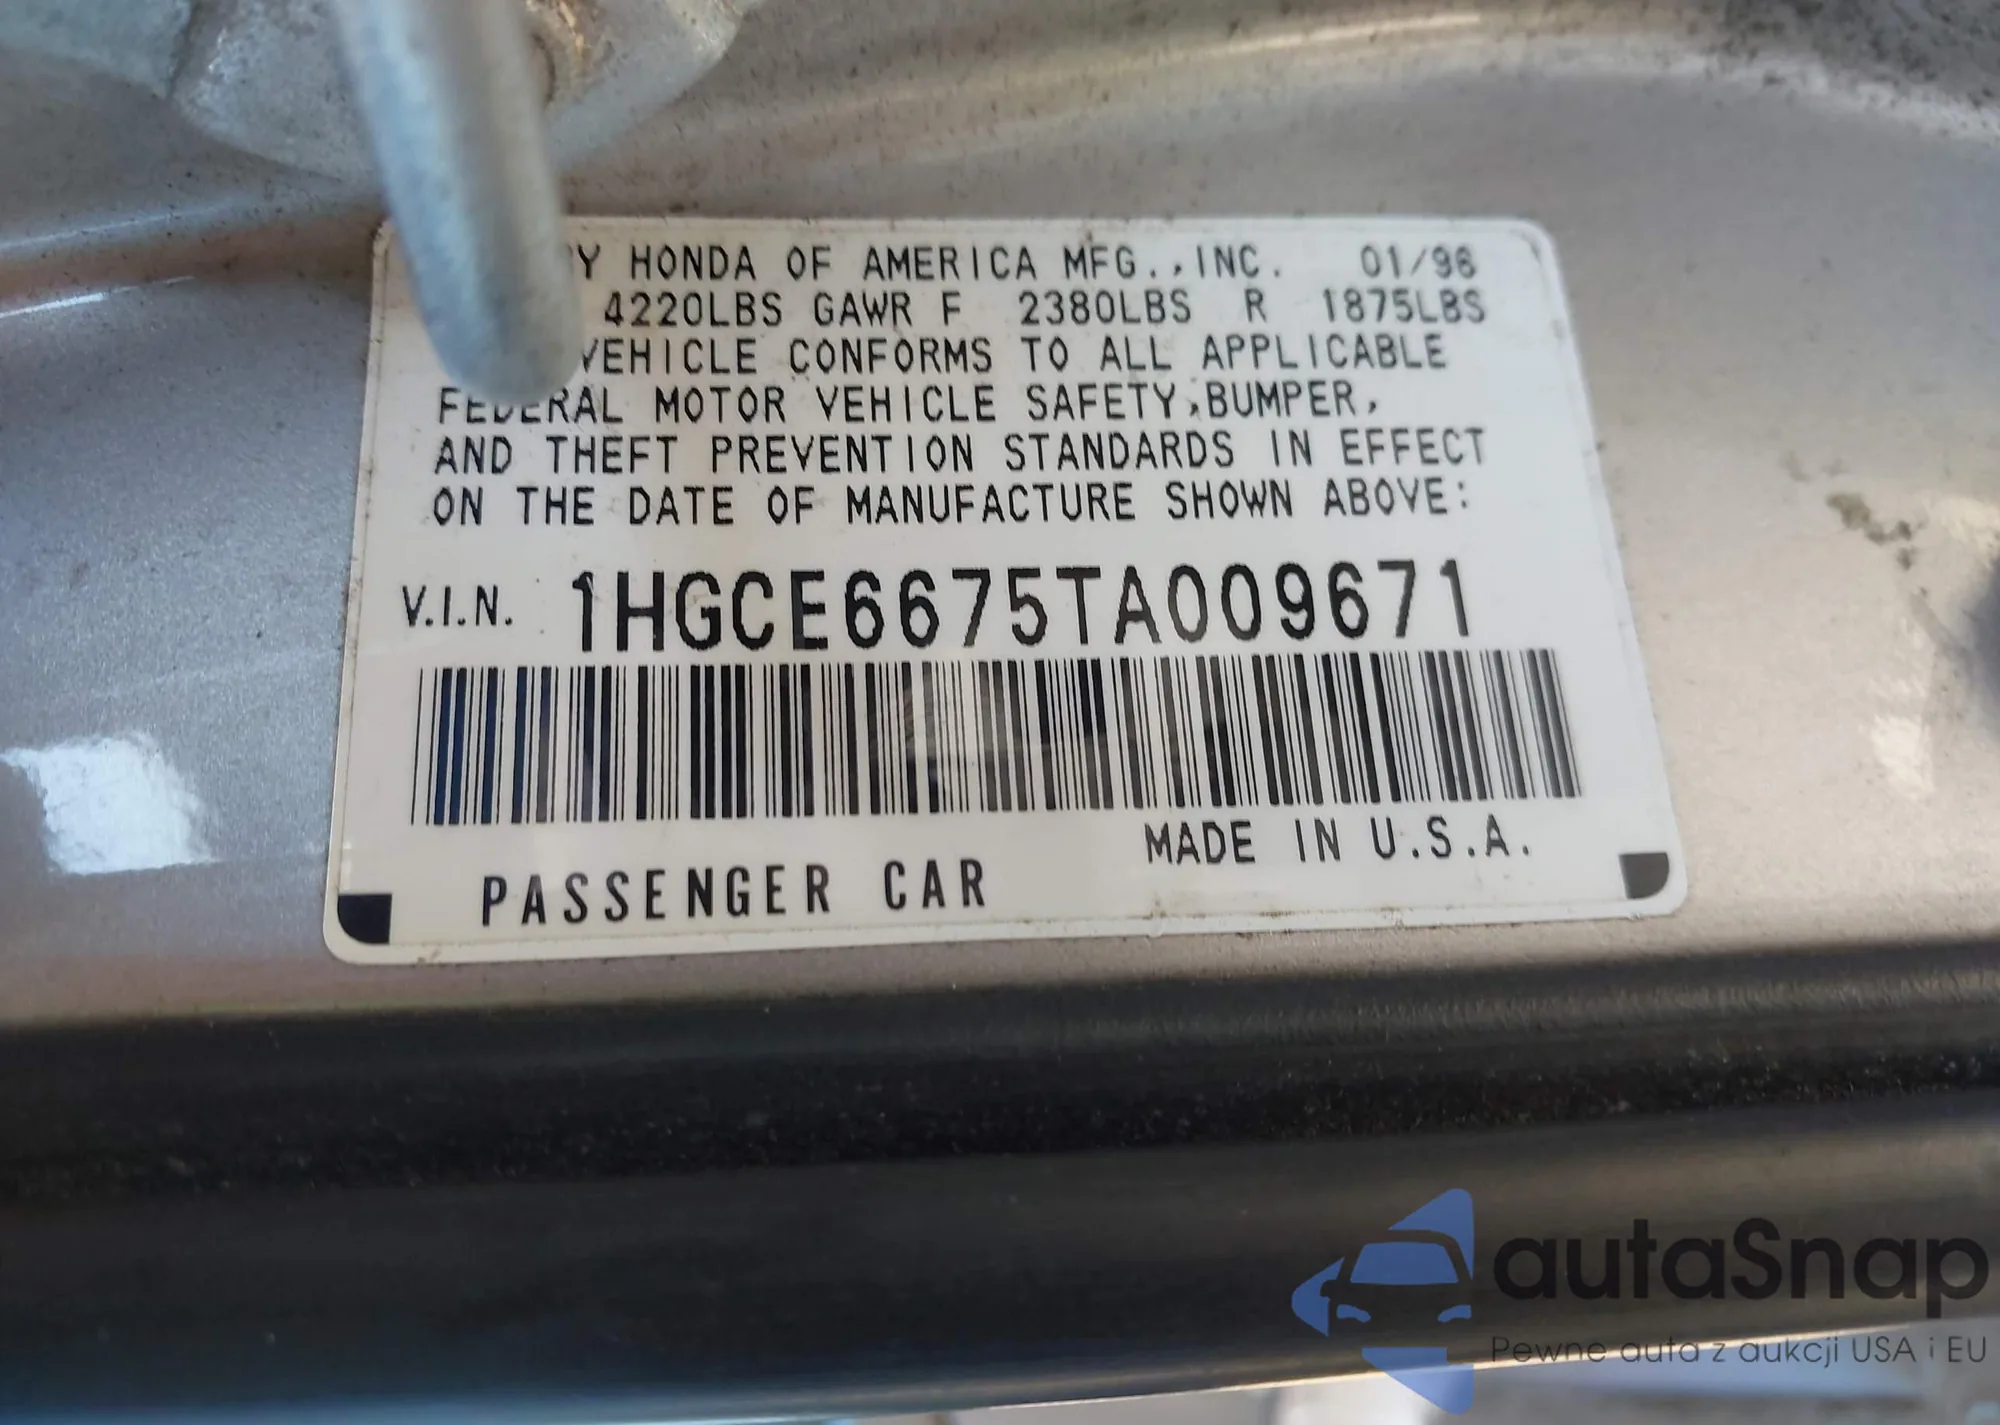 Y HONDA OF AMERICA MFG.,INC. 01/96
4220LBS GAWR F 2380LBS R 1875LBS
VEHICLE CONFORMS TO ALL APPLICABLE
FEDERAL MOTOR VEHICLE SAFETY,BUMPER,
AND THEFT PREVENTION STANDARDS IN EFFECT
ON THE DATE OF MANUFACTURE SHOWN ABOVE:
V.I.N. 1HGCE6675TA009671
MADE IN U.S.A.
PASSENGER CAR
autaSnap
Pewne auta z aukcji USA i EU